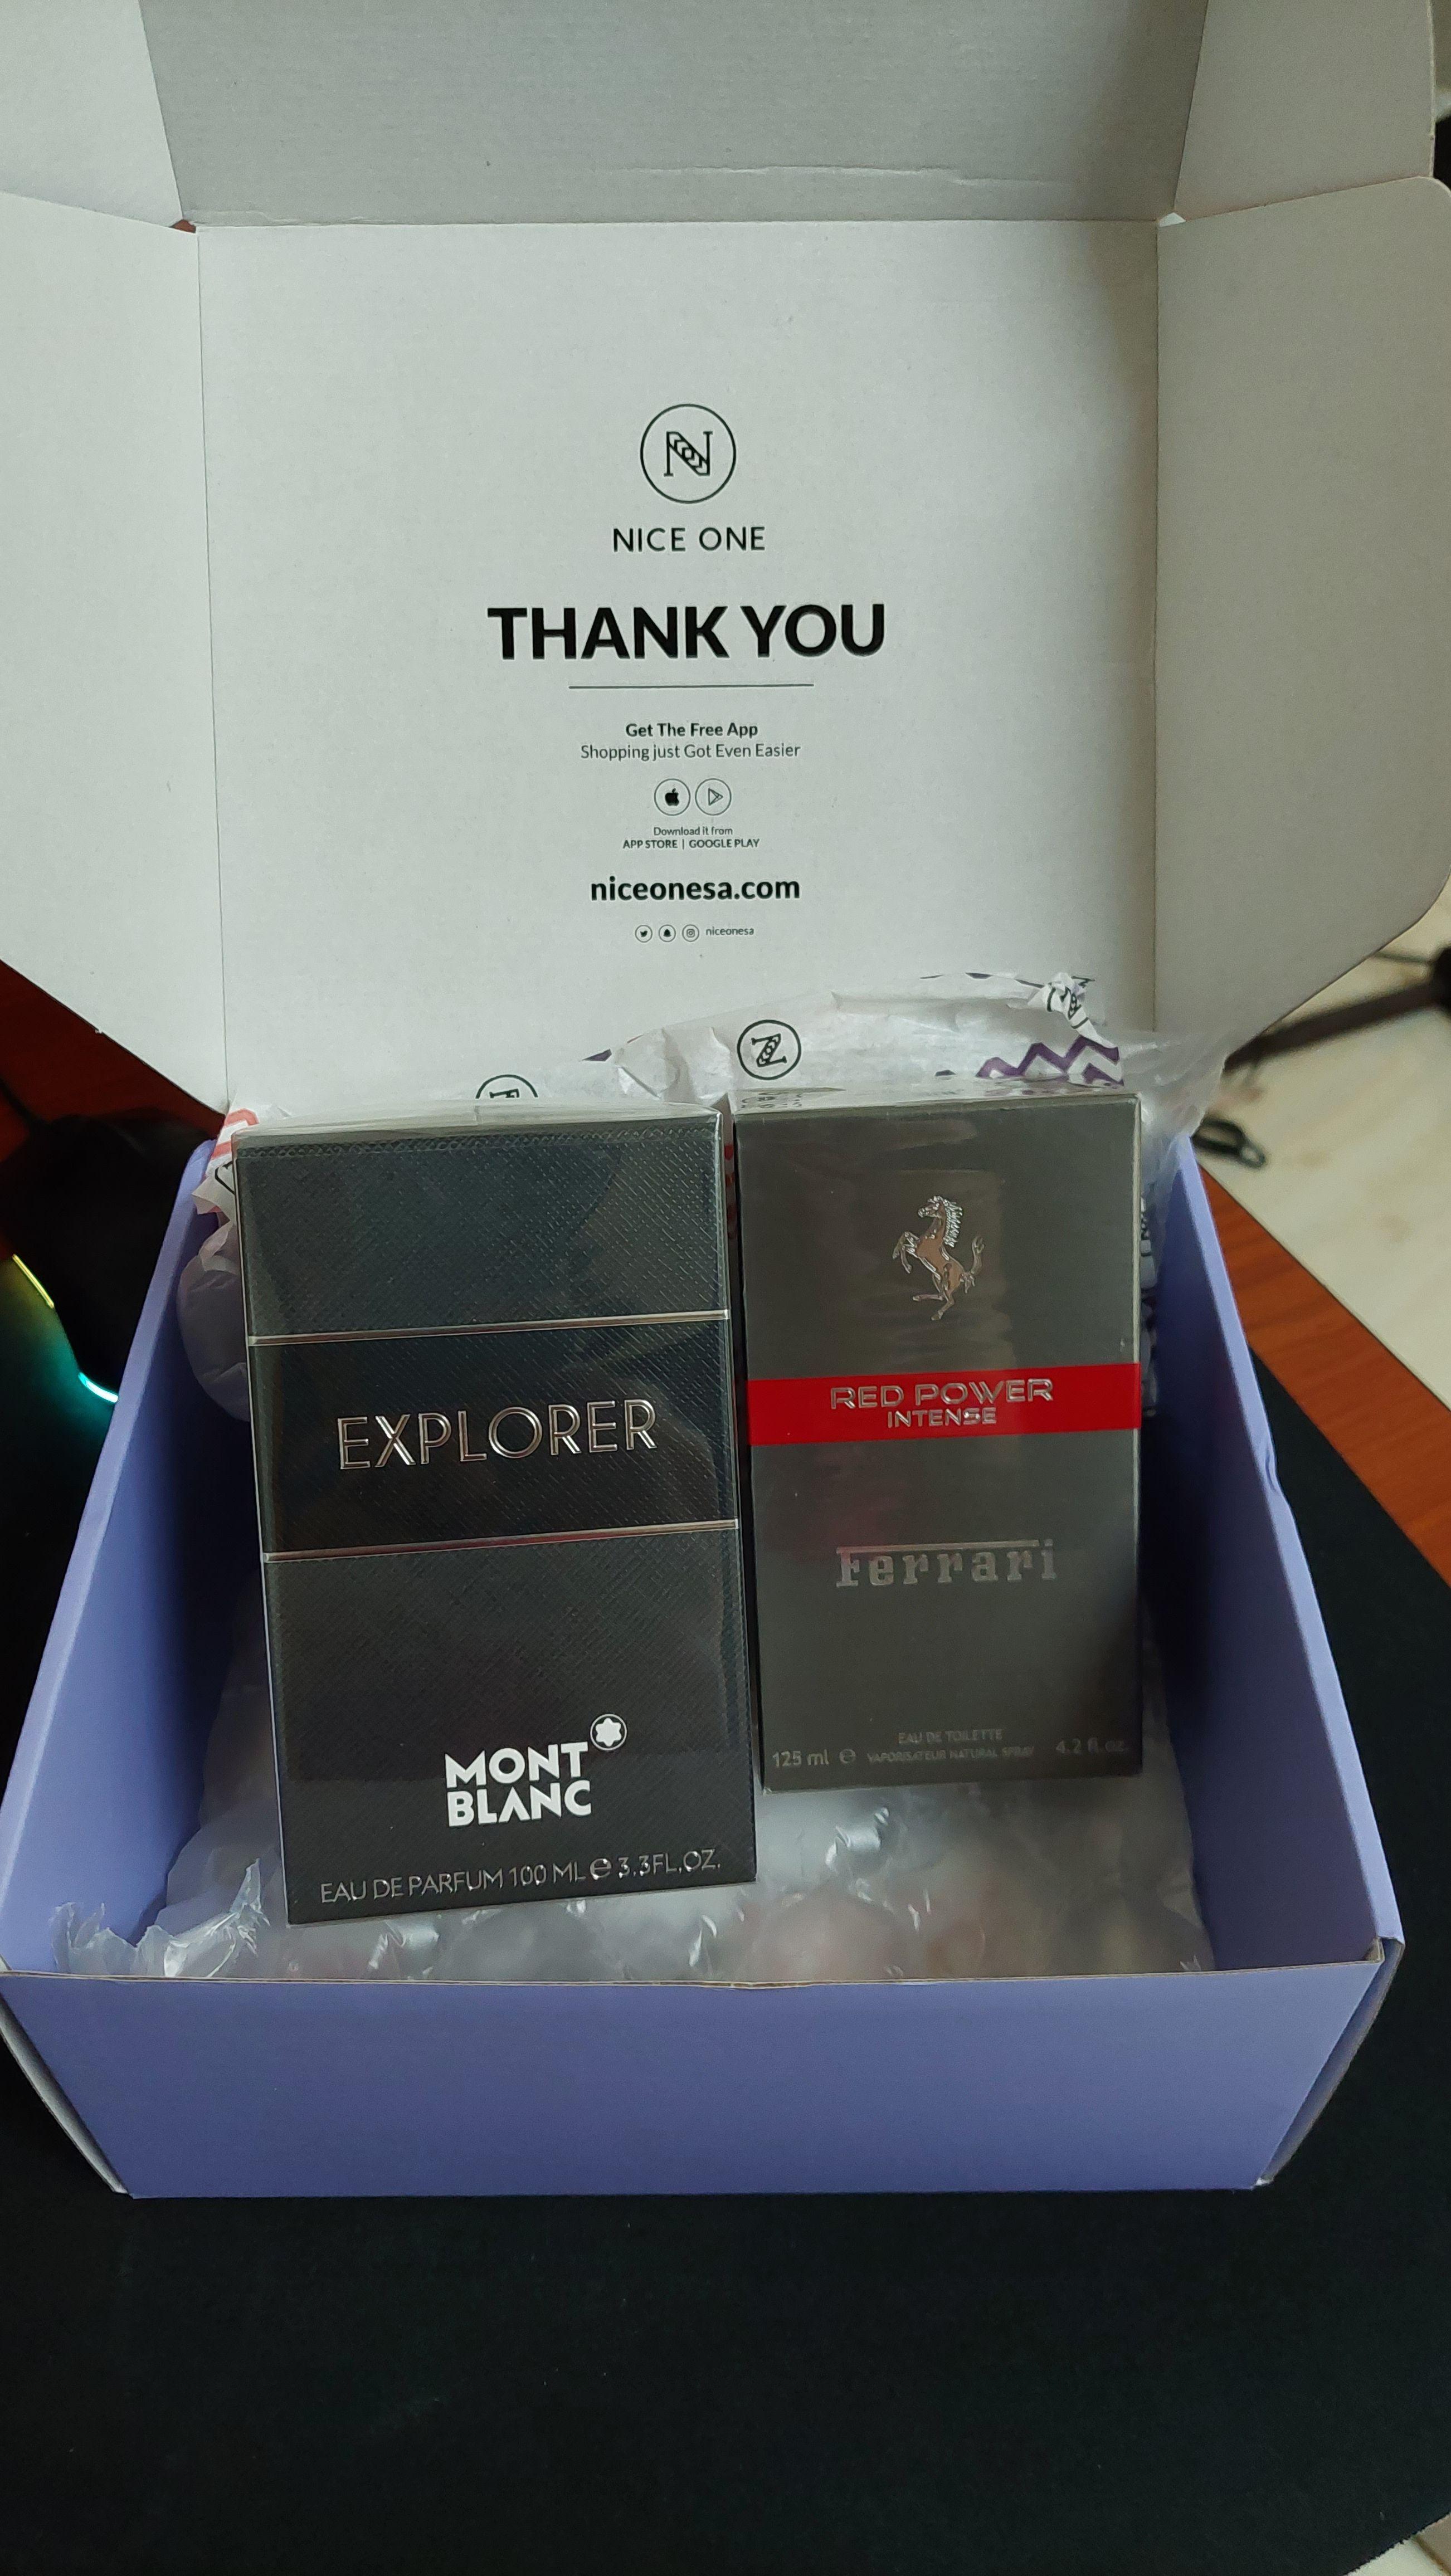 NICE ONE
THANK YOU
Get The Free App
Shopping just Got Even Easier
Download it from
APP STORE | GOOGLE PLAY
niceonesa.com
niceonesa
EXPLORER
MONT
BLANC
EAU DE PARFUM 100 ML e 3.3FL.OZ.
RED POWER
INTENSE
Ferrari
EAU DE TOILETTE
125 ml e VAPORISATEUR NATURAL SPRAY 4.2 fl.oz.